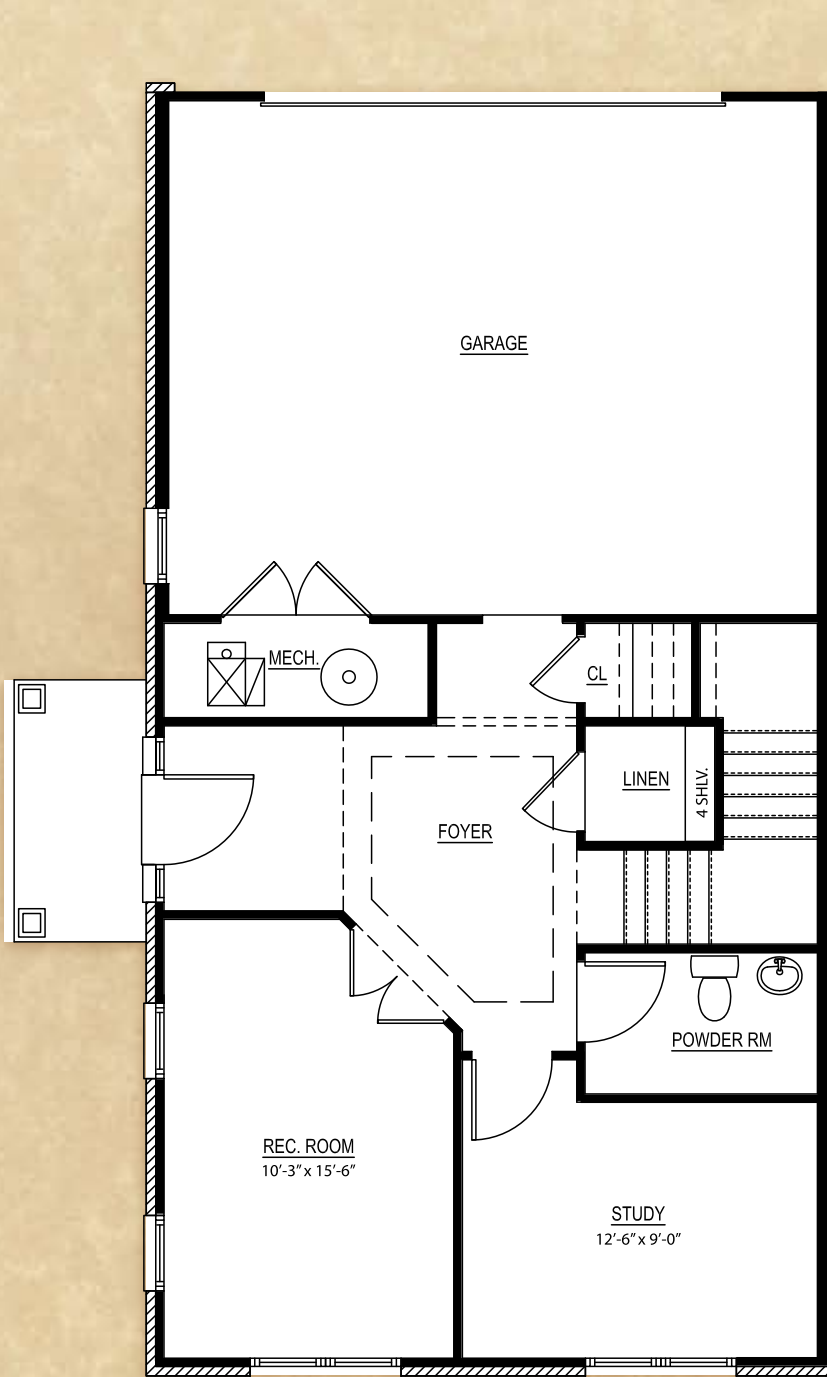 GARAGE
MECH.
CL
LINEN
4 SHLV.
FOYER
POWDER RM
REC. ROOM
10'-3" x 15'-6"
STUDY
12'-6" x 9'-0"